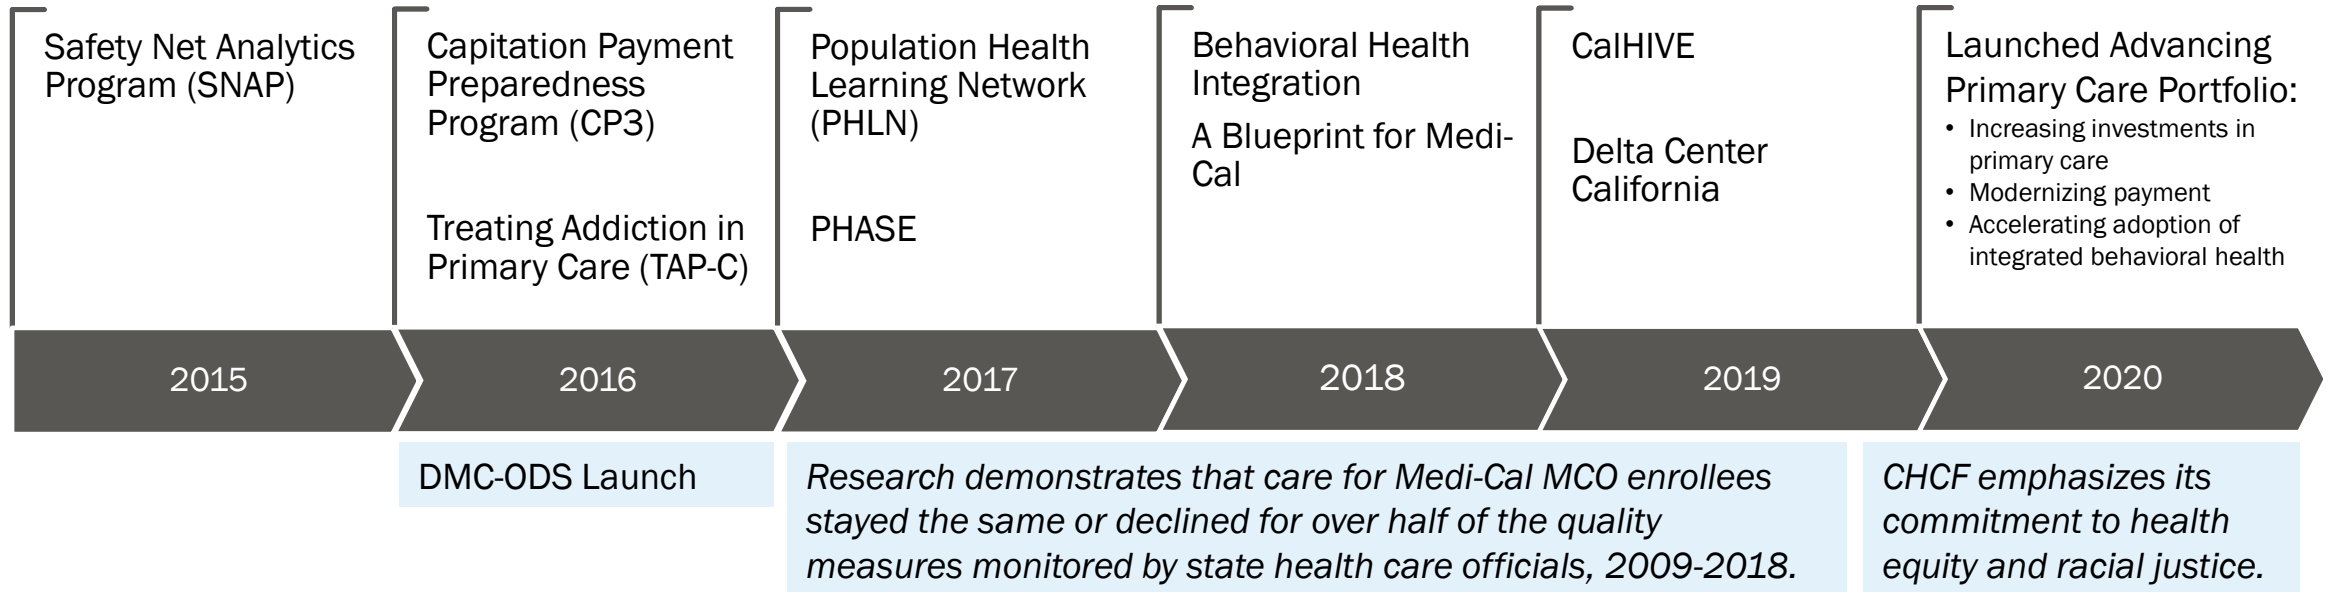 Safety Net Analytics
Program (SNAP)
Capitation Payment
Preparedness
Program (CP3)
Treating Addiction in
Primary Care (TAP-C)
Population Health
Learning Network
(PHLN)
PHASE
Behavioral Health
Integration
A Blueprint for Medi-
Cal
CalHIVE
Delta Center
California
Launched Advancing
Primary Care Portfolio:
• Increasing investments in
primary care
• Modernizing payment
• Accelerating adoption of
integrated behavioral health
2015
2016
2017
2018
2019
2020
DMC-ODS Launch
Research demonstrates that care for Medi-Cal MCO enrollees
stayed the same or declined for over half of the quality
measures monitored by state health care officials, 2009-2018.
CHCF emphasizes its
commitment to health
equity and racial justice.